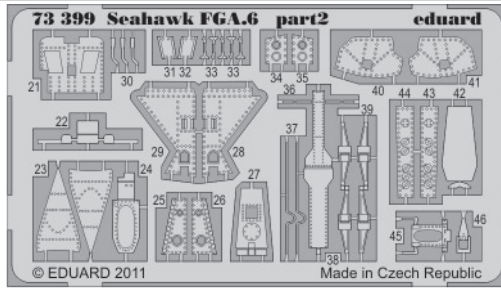 73 399 Seahawk FGA.6 part2 eduard
21 30 31 32 33 33 34 35 40 41
36 44 43 42
22 37 39
29 28
23 24 27
25 26
45 46
38
© EDUARD 2011 Made in Czech Republic